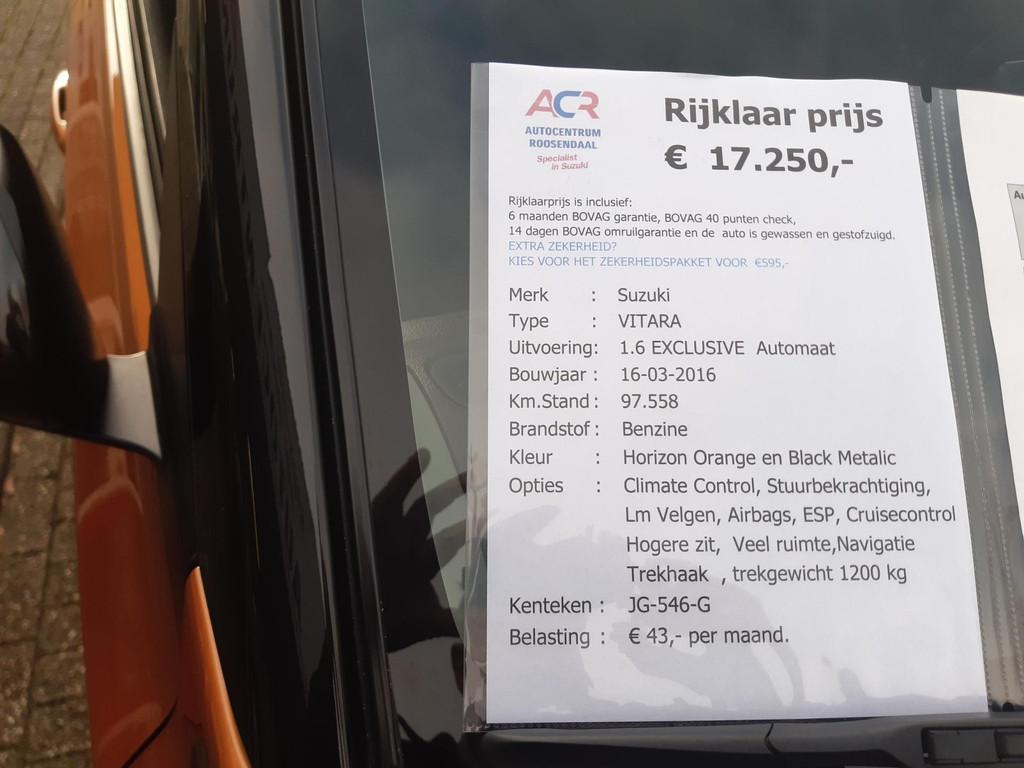 ACR
AUTOCENTRUM
ROOSENDAAL
Specialist
in Suzuki
Rijklaar prijs
€ 17.250,-
Rijklaarprijs is inclusief:
6 maanden BOVAG garantie, BOVAG 40 punten check,
14 dagen BOVAG omruilgarantie en de auto is gewassen en gestofzuigd.
EXTRA ZEKERHEID?
KIES VOOR HET ZEKERHEIDSPAKKET VOOR €595,-
Merk : Suzuki
Type : VITARA
Uitvoering: 1.6 EXCLUSIVE Automaat
Bouwjaar : 16-03-2016
Km.Stand : 97.558
Brandstof : Benzine
Kleur : Horizon Orange en Black Metalic
Opties : Climate Control, Stuurbekrachtiging,
Lm Velgen, Airbags, ESP, Cruisecontrol
Hogere zit, Veel ruimte,Navigatie
Trekhaak , trekgewicht 1200 kg
Kenteken : JG-546-G
Belasting : € 43,- per maand.